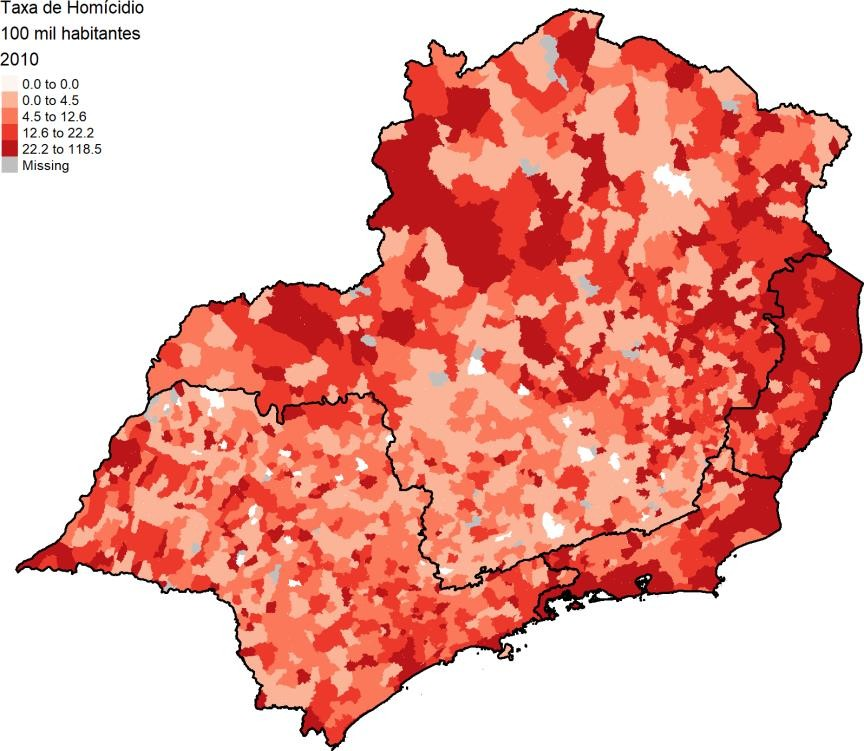 Taxa de Homícidio
100 mil habitantes
2010
0.0 to 0.0
0.0 to 4.5
4.5 to 12.6
12.6 to 22.2
22.2 to 118.5
Missing